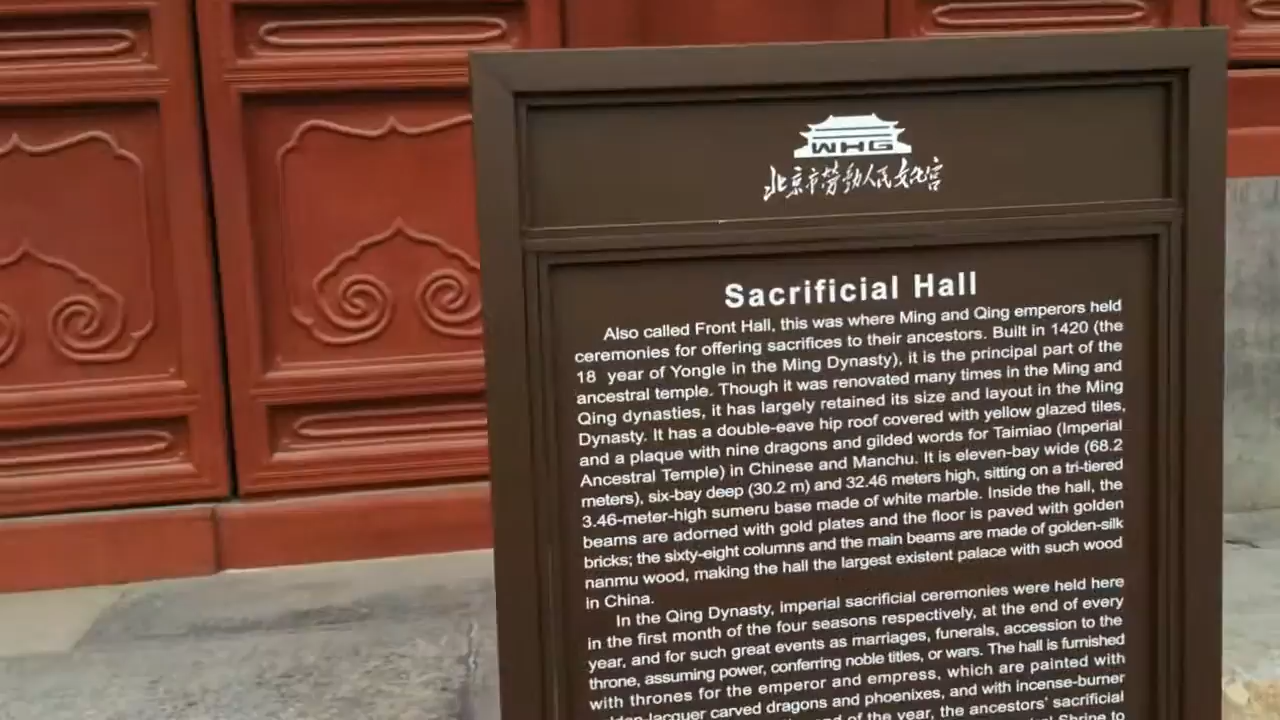 WHG
北京市劳动人民文化宫
Sacrificial Hall
Also called Front Hall, this was where Ming and Qing emperors held
ceremonies for offering sacrifices to their ancestors. Built in 1420 (the
18 year of Yongle in the Ming Dynasty), it is the principal part of the
ancestral temple. Though it was renovated many times in the Ming and
Qing dynasties, it has largely retained its size and layout in the Ming
Dynasty. It has a double-eave hip roof covered with yellow glazed tiles,
and a plaque with nine dragons and gilded words for Taimiao (Imperial
Ancestral Temple) in Chinese and Manchu. It is eleven-bay wide (68.2
meters), six-bay deep (30.2 m) and 32.46 meters high, sitting on a tri-tiered
3.46-meter-high sumeru base made of white marble. Inside the hall, the
beams are adorned with gold plates and the floor is paved with golden
bricks; the sixty-eight columns and the main beams are made of golden-silk
nanmu wood, making the hall the largest existent palace with such wood
in China.
In the Qing Dynasty, imperial sacrificial ceremonies were held here
in the first month of the four seasons respectively, at the end of every
year, and for such great events as marriages, funerals, accession to the
throne, assuming power, conferring noble titles, or wars. The hall is furnished
with thrones for the emperor and empress, which are painted with
lacquer carved dragons and phoenixes, and with incense-burner
of the year, the ancestors' sacrificial
Shrine to